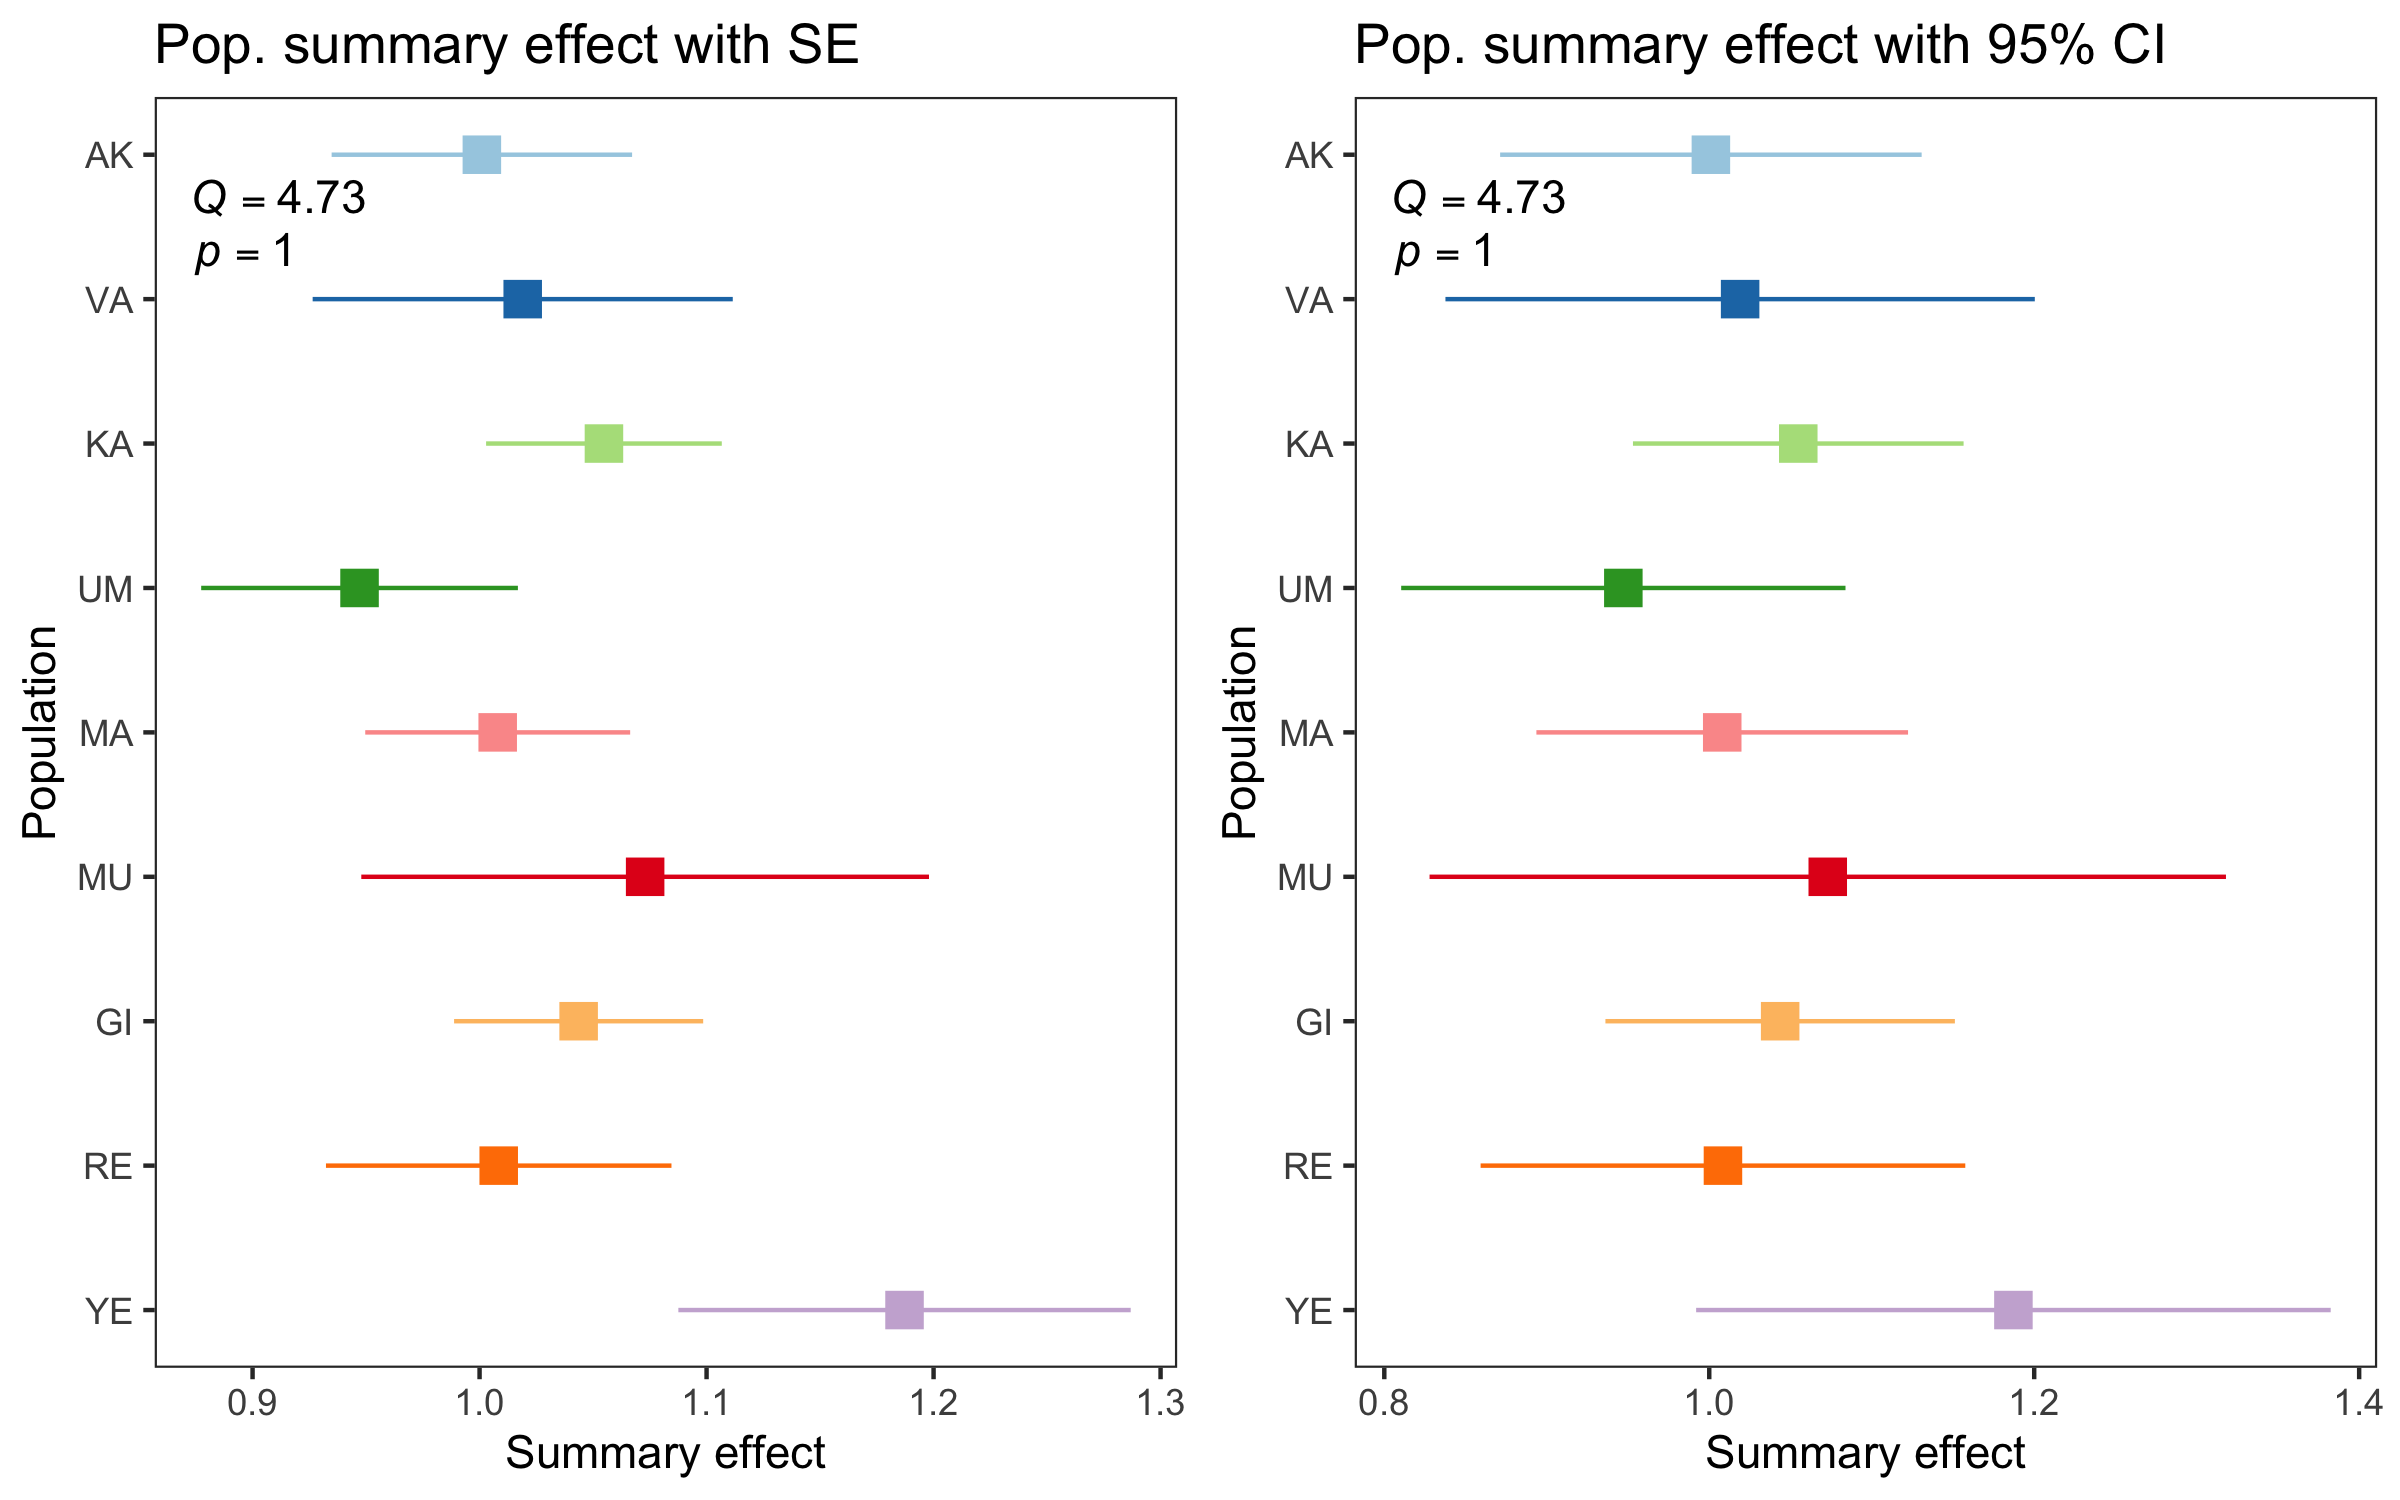 Pop. summary effect with SE
AK
Q = 4.73
p = 1
VA
KA
UM
MA
MU
GI
RE
YE
Population
0.9 1.0 1.1 1.2 1.3
Summary effect
Pop. summary effect with 95% CI
AK
Q = 4.73
p = 1
VA
KA
UM
MA
MU
GI
RE
YE
Population
0.8 1.0 1.2 1.4
Summary effect